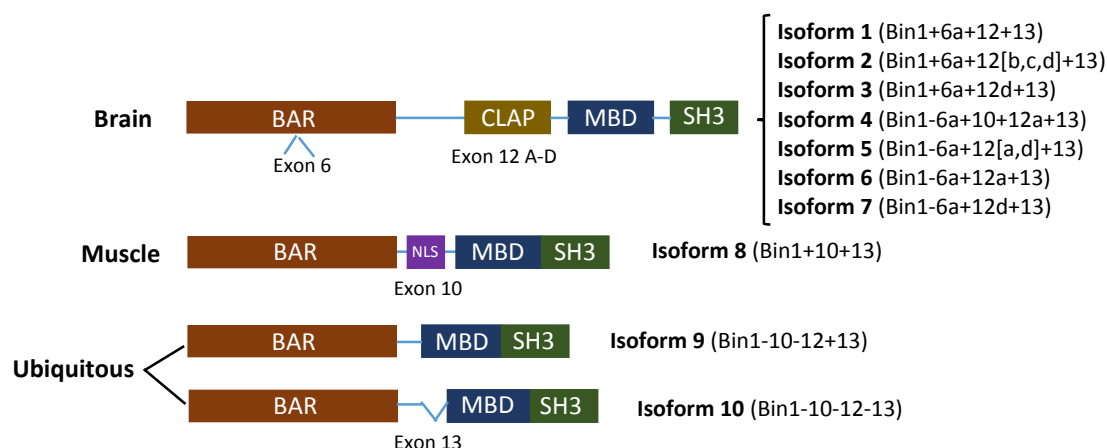 Isoform 1 (Bin1+6a+12+13)
Isoform 2 (Bin1+6a+12[b,c,d]+13)
Isoform 3 (Bin1+6a+12d+13)
Isoform 4 (Bin1-6a+10+12a+13)
Isoform 5 (Bin1-6a+12[a,d]+13)
Isoform 6 (Bin1-6a+12a+13)
Isoform 7 (Bin1-6a+12d+13)
Brain BAR CLAP MBD SH3
Exon 6 Exon 12 A-D
Muscle BAR NLS MBD SH3 Isoform 8 (Bin1+10+13)
Exon 10
BAR MBD SH3 Isoform 9 (Bin1-10-12+13)
Ubiquitous
BAR MBD SH3 Isoform 10 (Bin1-10-12-13)
Exon 13